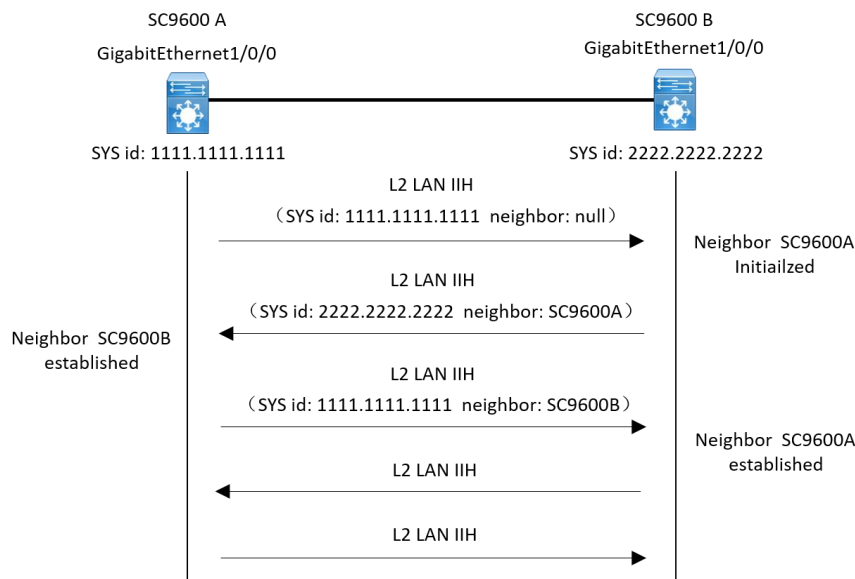 SC9600 A
GigabitEthernet1/0/0
SC9600 B
GigabitEthernet1/0/0
SYS id: 1111.1111.1111
SYS id: 2222.2222.2222
L2 LAN IIH
（SYS id: 1111.1111.1111 neighbor: null）
Neighbor SC9600A
Initiailzed
L2 LAN IIH
（SYS id: 2222.2222.2222 neighbor: SC9600A）
Neighbor SC9600B
established
L2 LAN IIH
（SYS id: 1111.1111.1111 neighbor: SC9600B）
Neighbor SC9600A
established
L2 LAN IIH
L2 LAN IIH